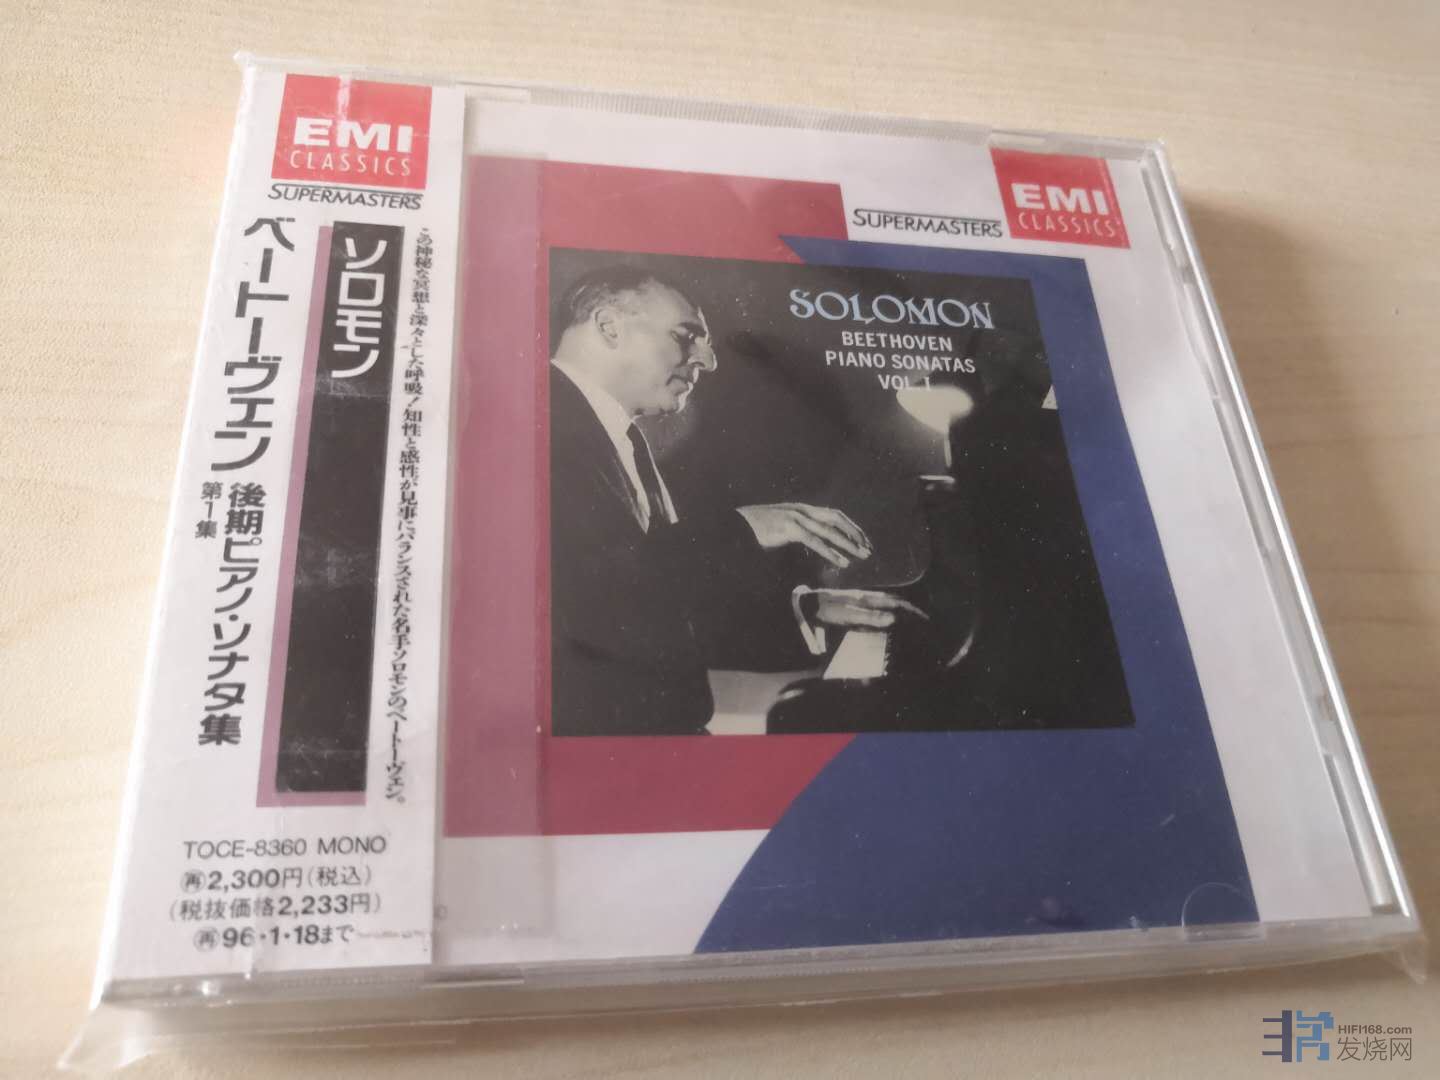 EMI
CLASSICS
SUPERMASTERS
ベートーヴェン
後期ピアノ・ソナタ集
第1集
ソロモン
この神秘な冥想と深々とした呼吸!知性と感性が見事にバランスされた名手ソロモンのベートーヴェン。
TOCE-8360 MONO
再2,300円(税込)
(税抜価格2,233円)
再96・1・18まで
SUPERMASTERS
EMI
CLASSICS
SOLOMON
BEETHOVEN
PIANO SONATAS
VOL. I
HIFI168.com
发烧网